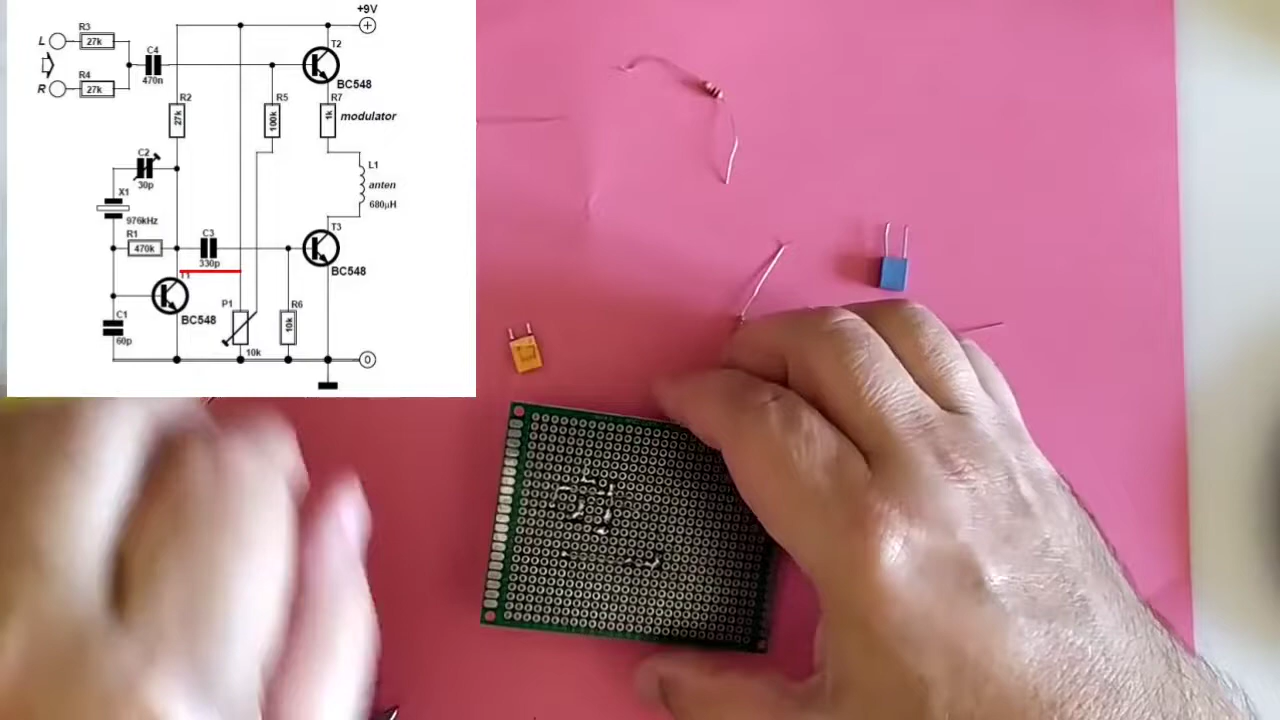 +9V
R3
L
27k
C4
T2
R4
470n
R
27k
BC548
R2
R5
R7
27k
100k
1k
modulator
C2
L1
30p
anten
X1
680µH
976kHz
T3
R1
C3
470k
330p
BC548
T1
P1
R6
BC548
C1
10k
60p
10k
0